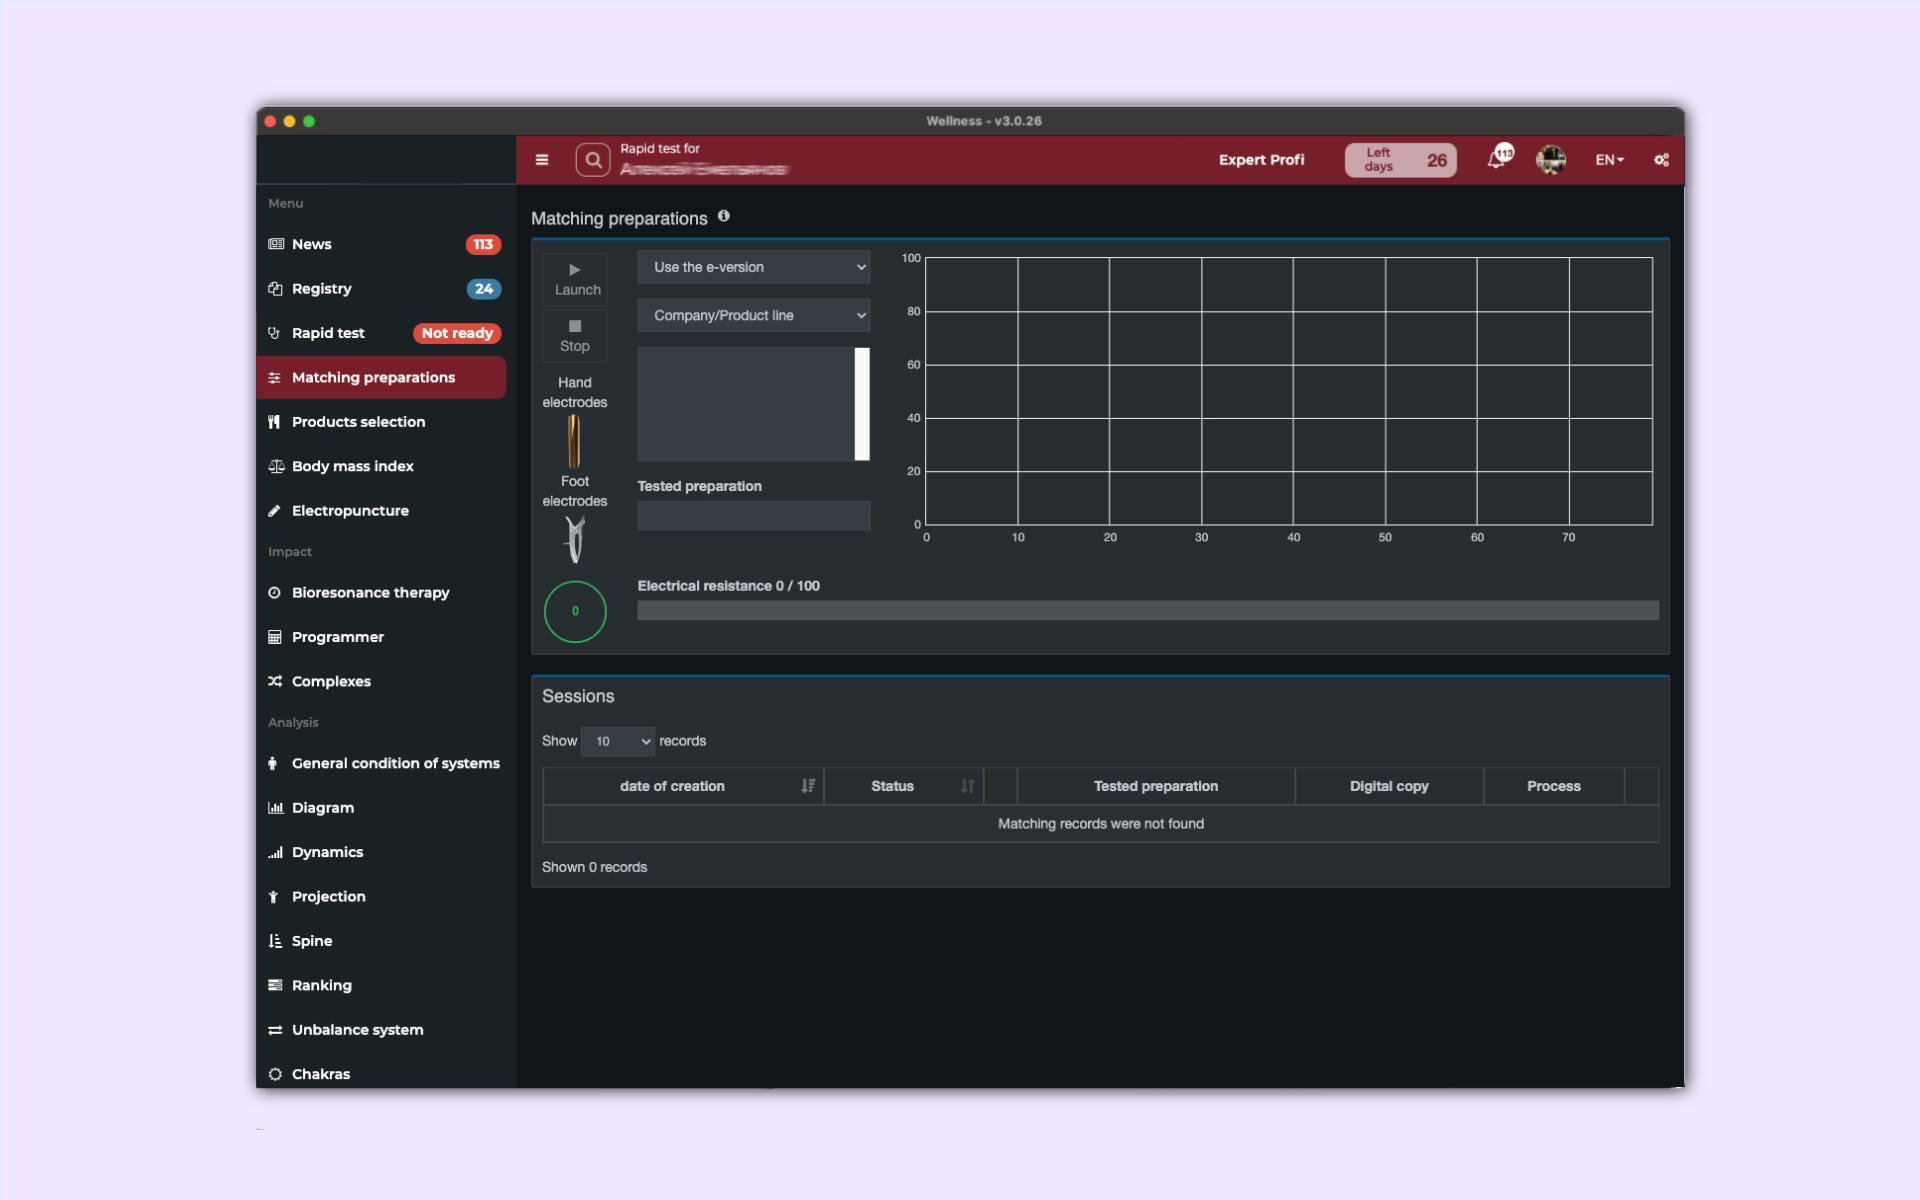 Wellness - v3.0.26
Rapid test for
Expert Profi
Left days 26
113
EN
Menu
News 113
Registry 24
Rapid test Not ready
Matching preparations
Products selection
Body mass index
Electropuncture
Impact
Bioresonance therapy
Programmer
Complexes
Analysis
General condition of systems
Diagram
Dynamics
Projection
Spine
Ranking
Unbalance system
Chakras
Matching preparations
Launch
Stop
Hand
electrodes
Foot
electrodes
0
Use the e-version
Company/Product line
Tested preparation
100
80
60
40
20
0
0 10 20 30 40 50 60 70
Electrical resistance 0 / 100
Sessions
Show 10 records
date of creation Status Tested preparation Digital copy Process
Matching records were not found
Shown 0 records